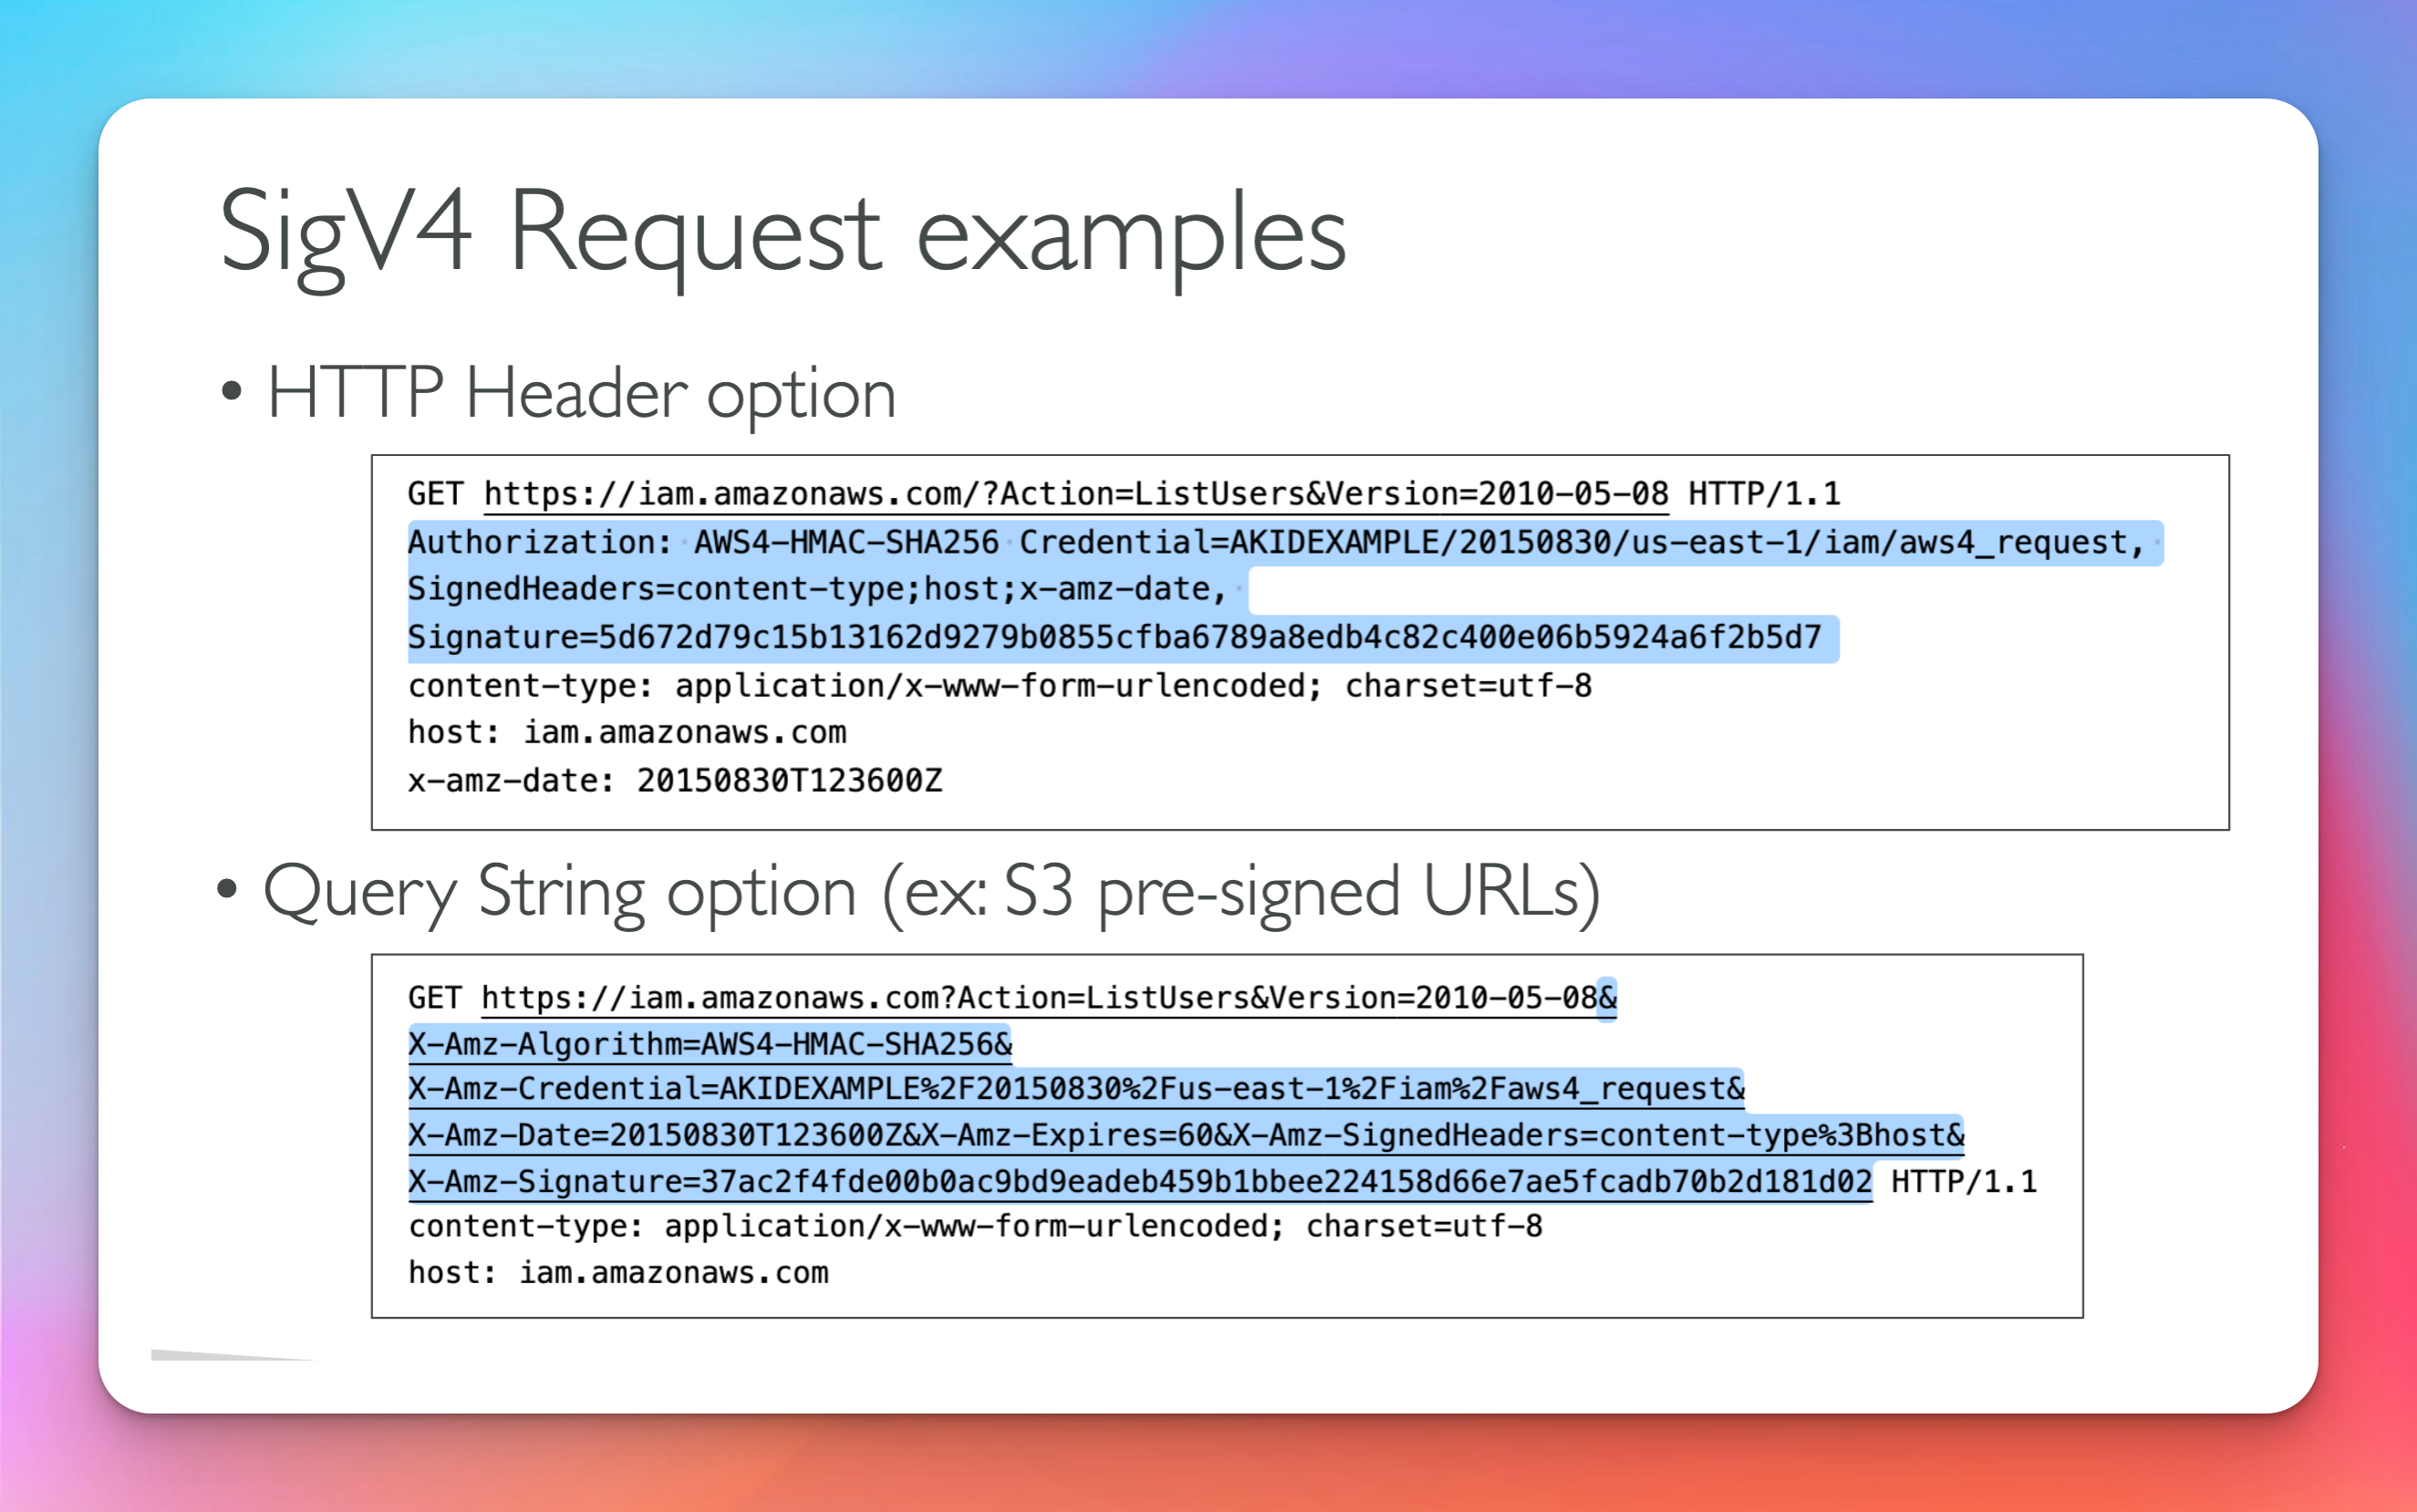 SigV4 Request examples
• HTTP Header option
GET https://iam.amazonaws.com/?Action=ListUsers&Version=2010-05-08 HTTP/1.1
Authorization: AWS4-HMAC-SHA256 Credential=AKIDEXAMPLE/20150830/us-east-1/iam/aws4_request,
SignedHeaders=content-type;host;x-amz-date,
Signature=5d672d79c15b13162d9279b0855cfba6789a8edb4c82c400e06b5924a6f2b5d7
content-type: application/x-www-form-urlencoded; charset=utf-8
host: iam.amazonaws.com
x-amz-date: 20150830T123600Z
• Query String option (ex: S3 pre-signed URLs)
GET https://iam.amazonaws.com?Action=ListUsers&Version=2010-05-08&
X-Amz-Algorithm=AWS4-HMAC-SHA256&
X-Amz-Credential=AKIDEXAMPLE%2F20150830%2Fus-east-1%2Fiam%2Faws4_request&
X-Amz-Date=20150830T123600Z&X-Amz-Expires=60&X-Amz-SignedHeaders=content-type%3Bhost&
X-Amz-Signature=37ac2f4fde00b0ac9bd9eadeb459b1bbee224158d66e7ae5fcadb70b2d181d02 HTTP/1.1
content-type: application/x-www-form-urlencoded; charset=utf-8
host: iam.amazonaws.com